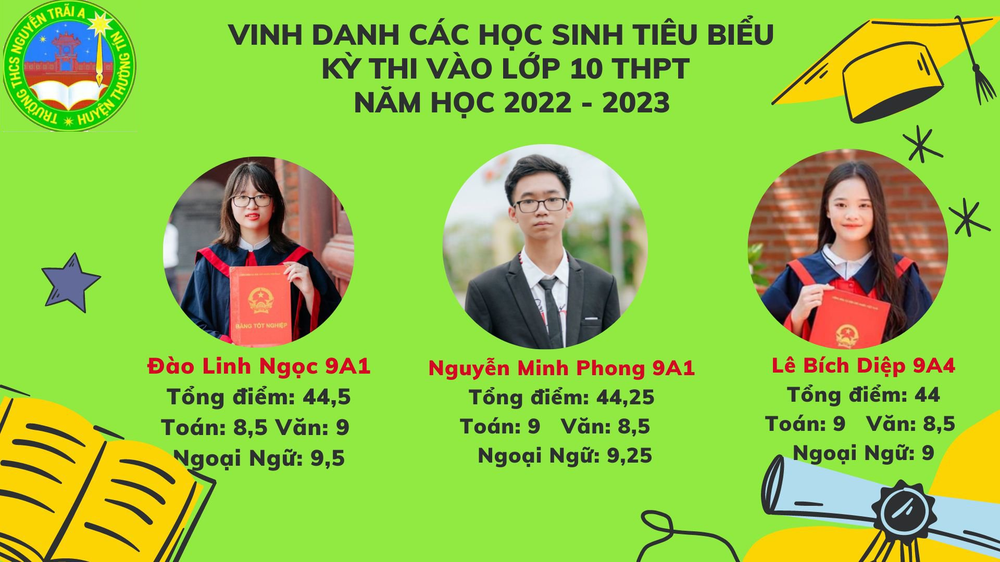 TRƯỜNG THCS NGUYỄN TRÃI A
HUYỆN THƯỜNG TÍN
VINH DANH CÁC HỌC SINH TIÊU BIỂU
KỲ THI VÀO LỚP 10 THPT
NĂM HỌC 2022 - 2023
BẰNG TỐT NGHIỆP
Đào Linh Ngọc 9A1
Tổng điểm: 44,5
Toán: 8,5 Văn: 9
Ngoại Ngữ: 9,5
Nguyễn Minh Phong 9A1
Tổng điểm: 44,25
Toán: 9 Văn: 8,5
Ngoại Ngữ: 9,25
Lê Bích Diệp 9A4
Tổng điểm: 44
Toán: 9 Văn: 8,5
Ngoại Ngữ: 9